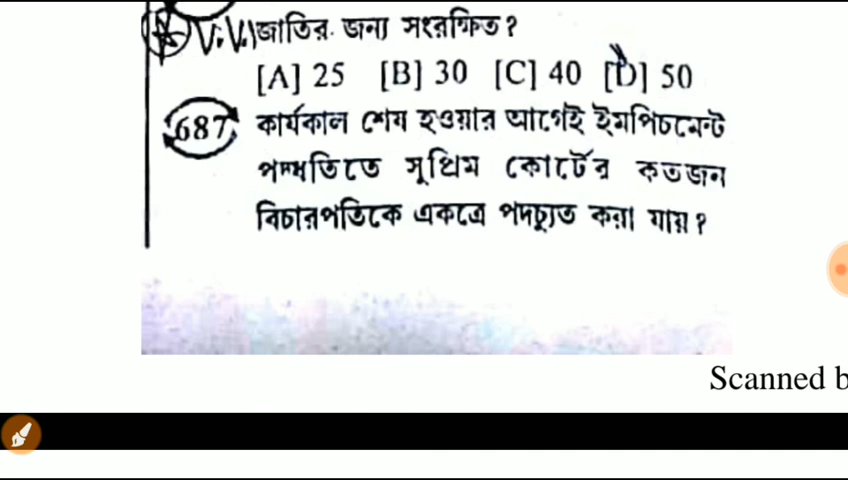 V.V.) জাতির জন্য সংরক্ষিত?
[A] 25 [B] 30 [C] 40 [D] 50
687 কার্যকাল শেষ হওয়ার আগেই ইমপিচমেন্ট
পদ্ধতিতে সুপ্রিম কোর্টের কতজন
বিচারপতিকে একত্রে পদচ্যুত করা যায়?
Scanned b